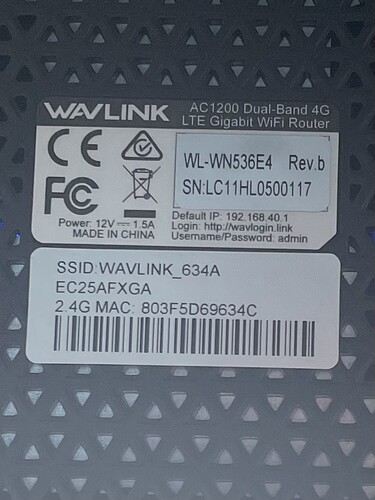 WAVLINK
AC1200 Dual-Band 4G
LTE Gigabit WiFi Router
CE
FC
WL-WN536E4 Rev.b
SN:LC11HL0500117
Power: 12V⎓1.5A
MADE IN CHINA
Default IP: 192.168.40.1
Login: http://wavlogin.link
Username/Password: admin
SSID:WAVLINK_634A
EC25AFXGA
2.4G MAC: 803F5D69634C